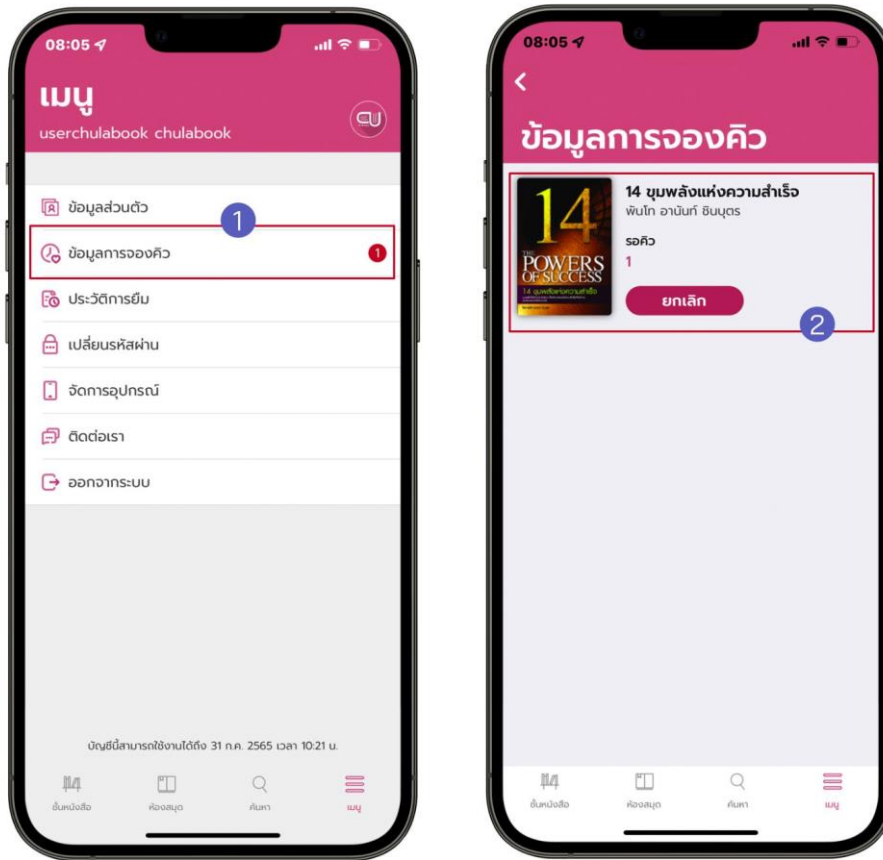 08:05
เมนู
userchulabook chulabook
CU
ข้อมูลส่วนตัว
1
ข้อมูลการจองคิว
1
ประวัติการยืม
เปลี่ยนรหัสผ่าน
จัดการอุปกรณ์
ติดต่อเรา
ออกจากระบบ
บัญชีนี้สามารถใช้งานได้ถึง 31 ก.ค. 2565 เวลา 10:21 น.
ชั้นหนังสือ
ห้องสมุด
ค้นหา
เมนู
08:05
ข้อมูลการจองคิว
14
THE
POWERS
OF SUCCESS
14 ขุมพลังแห่งความสำเร็จ
14 ขุมพลังแห่งความสำเร็จ
พันโท อานันท์ ชินบุตร
รอคิว
1
ยกเลิก
2
ชั้นหนังสือ
ห้องสมุด
ค้นหา
เมนู